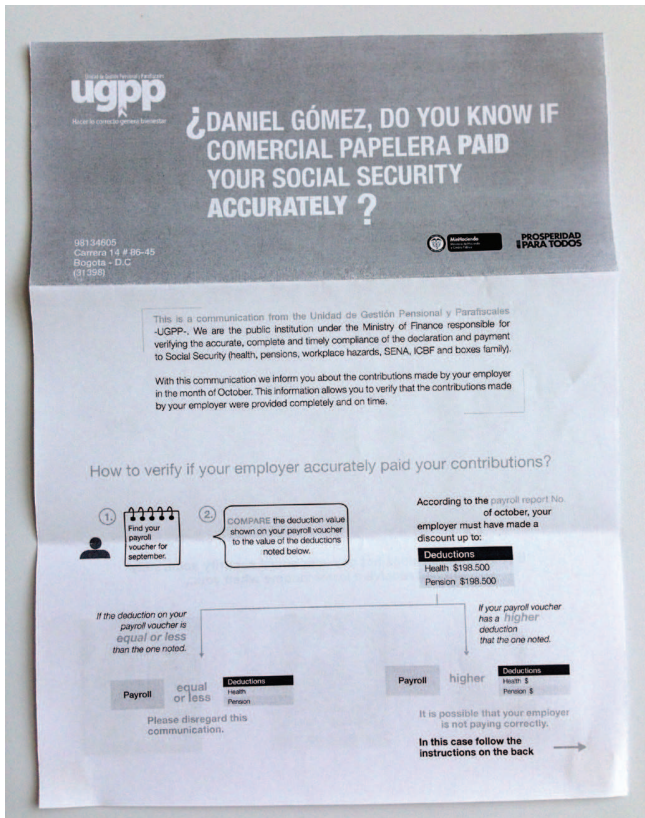 ugpp
¿DANIEL GÓMEZ, DO YOU KNOW IF
COMERCIAL PAPELERA PAID
YOUR SOCIAL SECURITY
ACCURATELY ?
98134605
Carrera 14 # 86-45
Bogota - D.C
(31398)
MinHacienda
PROSPERIDAD
PARA TODOS
This is a communication from the Unidad de Gestión Pensional y Parafiscales
-UGPP-. We are the public institution under the Ministry of Finance responsible for
verifying the accurate, complete and timely compliance of the declaration and payment
to Social Security (health, pensions, workplace hazards, SENA, ICBF and boxes family).
With this communication we inform you about the contributions made by your employer
in the month of October. This information allows you to verify that the contributions made
by your employer were provided completely and on time.
How to verify if your employer accurately paid your contributions?
1.
Find your
payroll
voucher for
september.
2.
COMPARE the deduction value
shown on your payroll voucher
to the value of the deductions
noted below.
According to the payroll report No.
of october, your
employer must have made a
discount up to:
Deductions
Health $198.500
Pension $198.500
If the deduction on your
payroll voucher is
equal or less
than the one noted.
Payroll
equal
or less
Deductions
Health
Penson
Please disregard this
communication.
If your payroll voucher
has a higher
deduction
that the one noted.
Payroll
higher
Deductions
Health $
Pension $
It is possible that your employer
is not paying correctly.
In this case follow the
instructions on the back